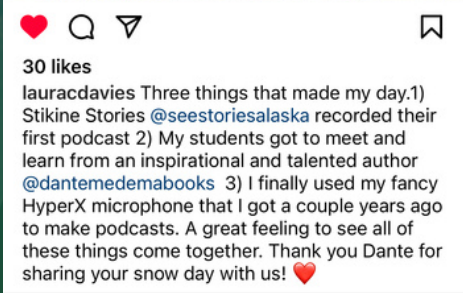 30 likes
lauracdavies Three things that made my day.1)
Stikine Stories @seestoriesalaska recorded their
first podcast 2) My students got to meet and
learn from an inspirational and talented author
@dantemedemabooks 3) I finally used my fancy
HyperX microphone that I got a couple years ago
to make podcasts. A great feeling to see all of
these things come together. Thank you Dante for
sharing your snow day with us! ❤️